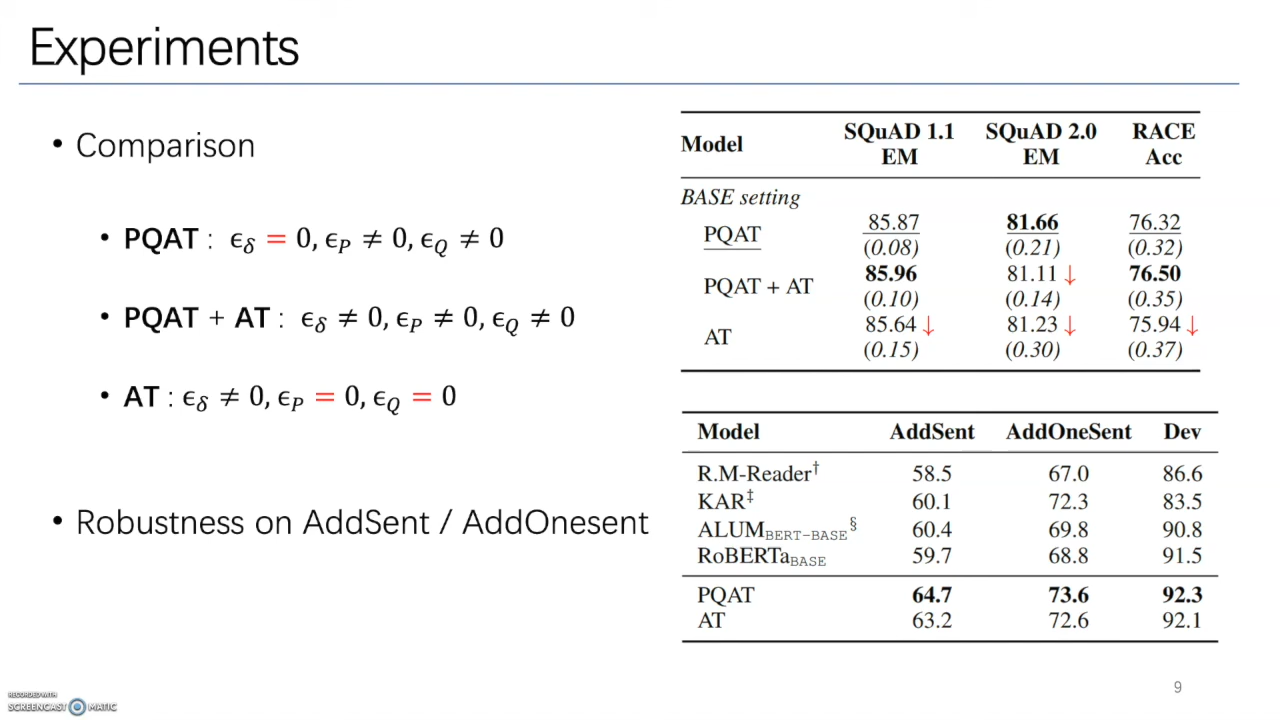 Experiments
• Comparison
• PQAT : ϵ_δ = 0, ϵ_P ≠ 0, ϵ_Q ≠ 0
• PQAT + AT : ϵ_δ ≠ 0, ϵ_P ≠ 0, ϵ_Q ≠ 0
• AT : ϵ_δ ≠ 0, ϵ_P = 0, ϵ_Q = 0
• Robustness on AddSent / AddOnesent
Model SQuAD 1.1 EM SQuAD 2.0 EM RACE Acc
BASE setting
PQAT 85.87 81.66 76.32
(0.08) (0.21) (0.32)
PQAT + AT 85.96 81.11 ↓ 76.50
(0.10) (0.14) (0.35)
AT 85.64 ↓ 81.23 ↓ 75.94 ↓
(0.15) (0.30) (0.37)
Model AddSent AddOneSent Dev
R.M-Reader† 58.5 67.0 86.6
KAR‡ 60.1 72.3 83.5
ALUM_BERT-BASE§ 60.4 69.8 90.8
RoBERTa_BASE 59.7 68.8 91.5
PQAT 64.7 73.6 92.3
AT 63.2 72.6 92.1
RECORDED WITH
SCREENCAST MATIC
9